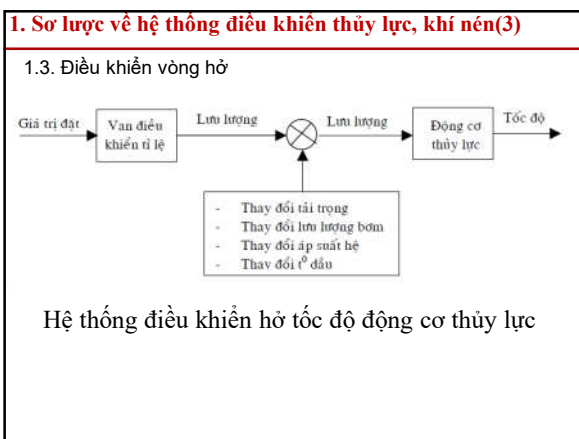 1. Sơ lược về hệ thống điều khiển thủy lực, khí nén(3)
1.3. Điều khiển vòng hở
Giá trị đặt
Van điều
khiển tỉ lệ
Lưu lượng
Lưu lượng
Động cơ
thủy lực
Tốc độ
- Thay đổi tải trọng
- Thay đổi lưu lượng bơm
- Thay đổi áp suất hệ
- Thay đổi t⁰ dầu
Hệ thống điều khiển hở tốc độ động cơ thủy lực